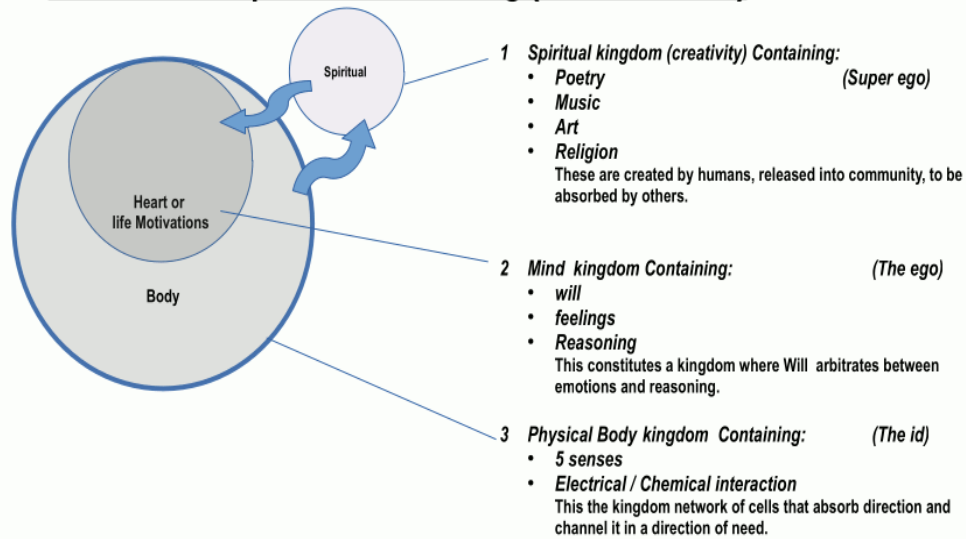 Spiritual
Heart or
life Motivations
Body
1 Spiritual kingdom (creativity) Containing:
• Poetry (Super ego)
• Music
• Art
• Religion
These are created by humans, released into community, to be
absorbed by others.
2 Mind kingdom Containing: (The ego)
• will
• feelings
• Reasoning
This constitutes a kingdom where Will arbitrates between
emotions and reasoning.
3 Physical Body kingdom Containing: (The id)
• 5 senses
• Electrical / Chemical interaction
This the kingdom network of cells that absorb direction and
channel it in a direction of need.